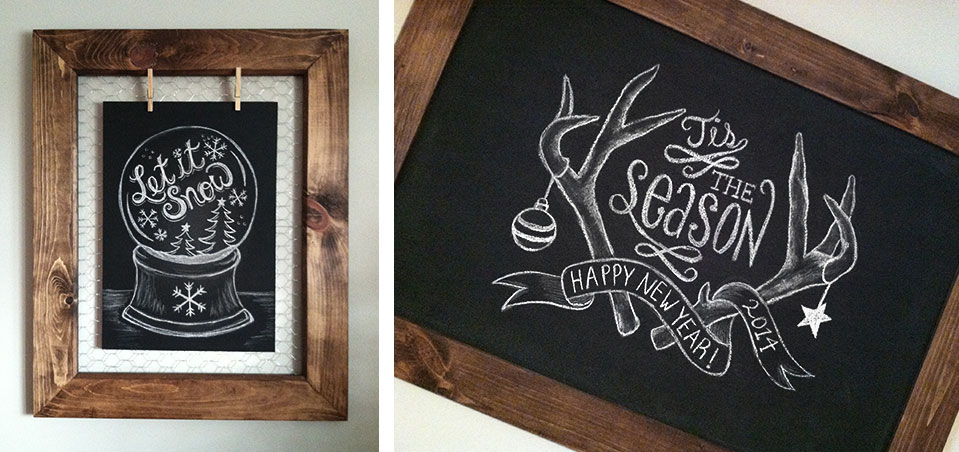 Let it
Snow
Tis
THE
SEASON
HAPPY NEW YEAR!
2014